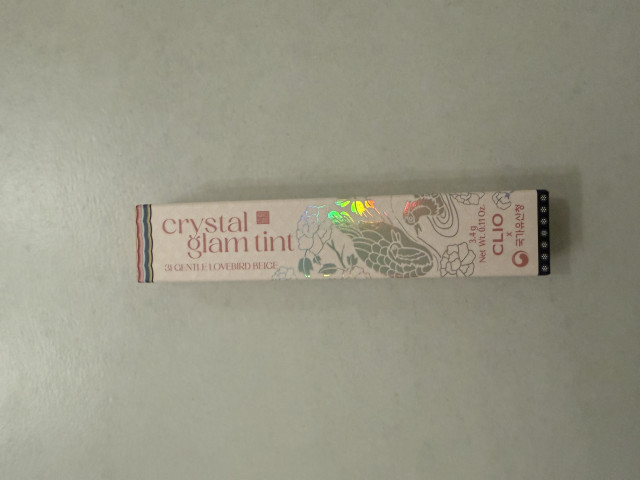 crystal
glam tint
31 GENTLE LOVEBIRD BEIGE
3.4 g
Net Wt. 0.11 Oz.
CLIO
x
국가유산청